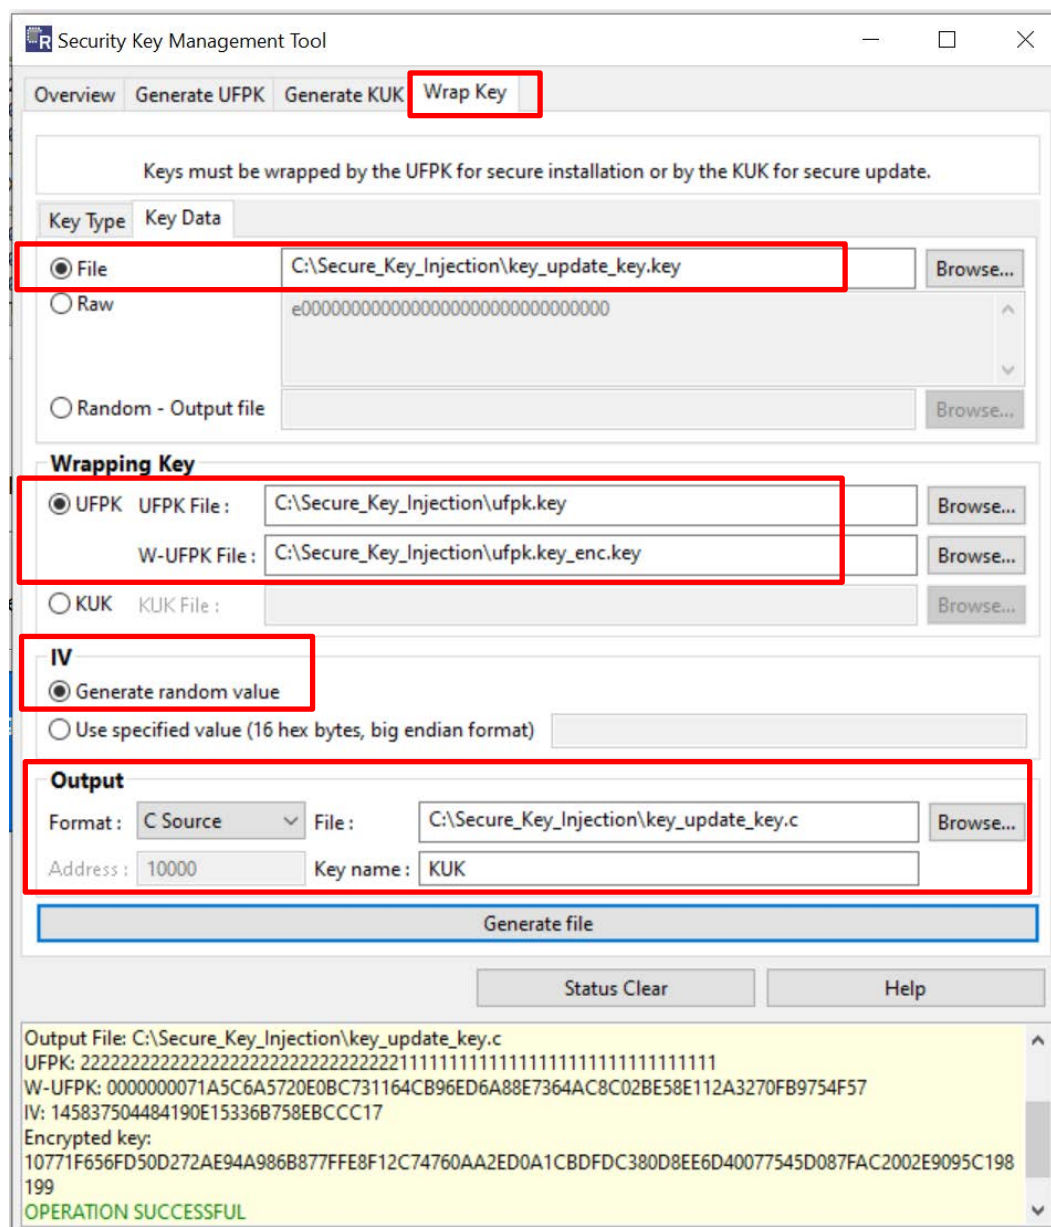 Security Key Management Tool
Overview Generate UFPK Generate KUK Wrap Key
Keys must be wrapped by the UFPK for secure installation or by the KUK for secure update.
Key Type Key Data
File C:\Secure_Key_Injection\key_update_key.key Browse...
Raw e0000000000000000000000000000000
Random - Output file Browse...
Wrapping Key
UFPK UFPK File : C:\Secure_Key_Injection\ufpk.key Browse...
W-UFPK File : C:\Secure_Key_Injection\ufpk.key_enc.key Browse...
KUK KUK File : Browse...
IV
Generate random value
Use specified value (16 hex bytes, big endian format)
Output
Format : C Source File : C:\Secure_Key_Injection\key_update_key.c Browse...
Address : 10000 Key name : KUK
Generate file
Status Clear Help
Output File: C:\Secure_Key_Injection\key_update_key.c
UFPK: 2222222222222222222222222222222211111111111111111111111111111111
W-UFPK: 0000000071A5C6A5720E0BC731164CB96ED6A88E7364AC8C02BE58E112A3270FB9754F57
IV: 145837504484190E15336B758EBCCC17
Encrypted key:
10771F656FD50D272AE94A986B877FFE8F12C74760AA2ED0A1CBDFDC380D8EE6D40077545D087FAC2002E9095C198
199
OPERATION SUCCESSFUL